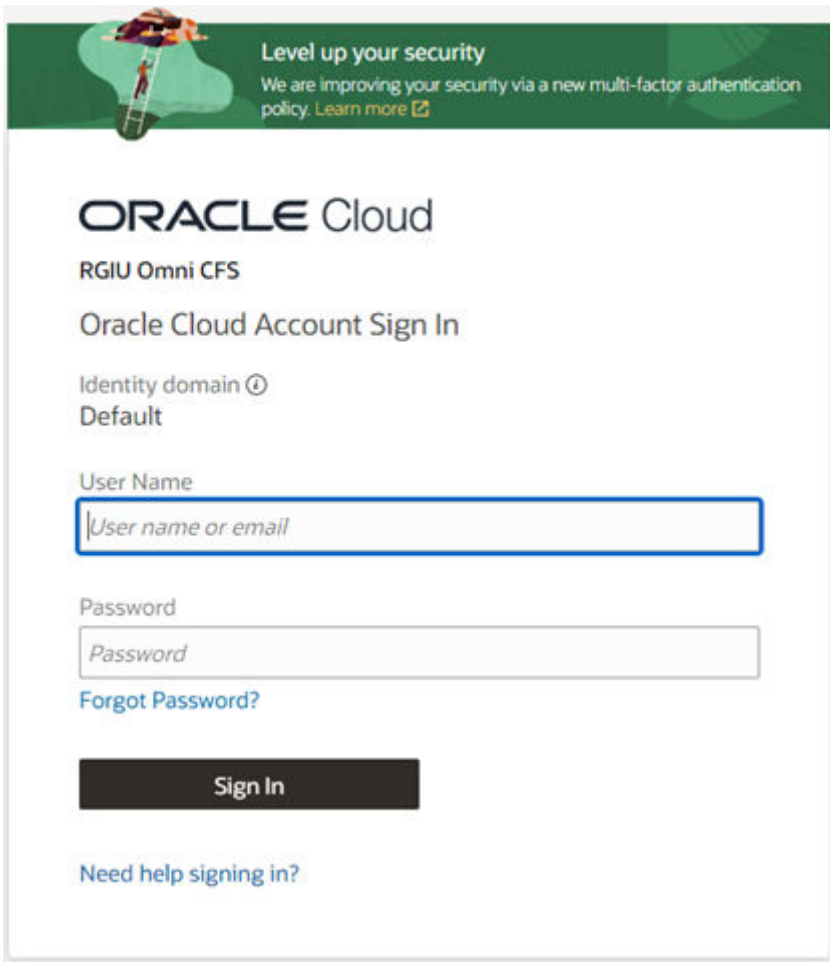 Level up your security
We are improving your security via a new multi-factor authentication
policy. Learn more
ORACLE Cloud
RGIU Omni CFS
Oracle Cloud Account Sign In
Identity domain
Default
User Name
User name or email
Password
Password
Forgot Password?
Sign In
Need help signing in?